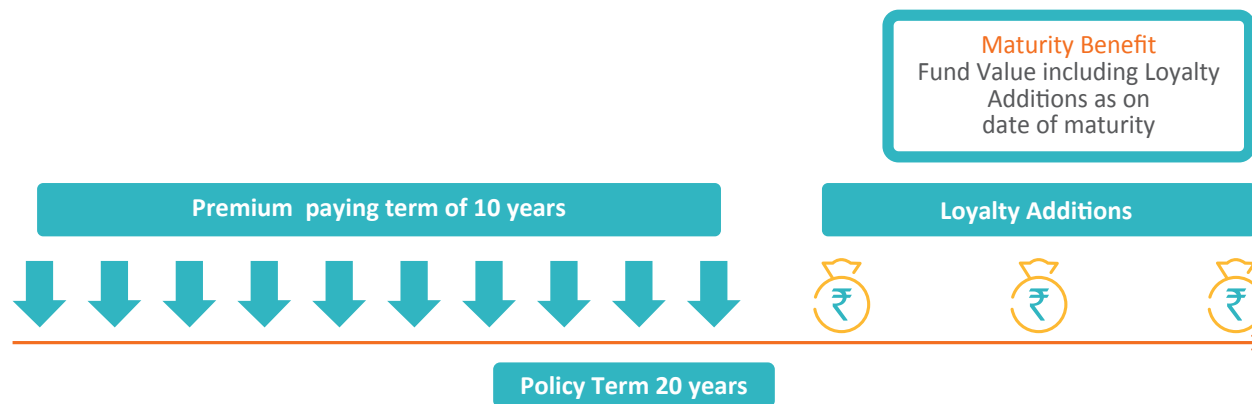 Maturity Benefit
Fund Value including Loyalty
Additions as on
date of maturity
Premium paying term of 10 years
Loyalty Additions
₹ ₹ ₹
Policy Term 20 years